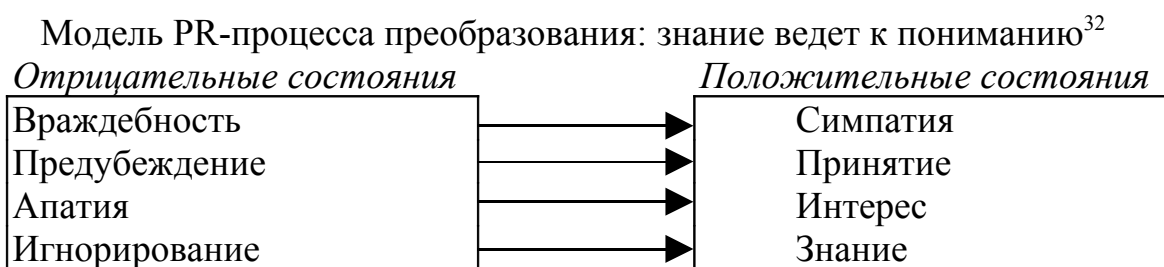 Модель PR-процесса преобразования: знание ведет к пониманию32
Отрицательные состояния Положительные состояния
Враждебность Симпатия
Предубеждение Принятие
Апатия Интерес
Игнорирование Знание